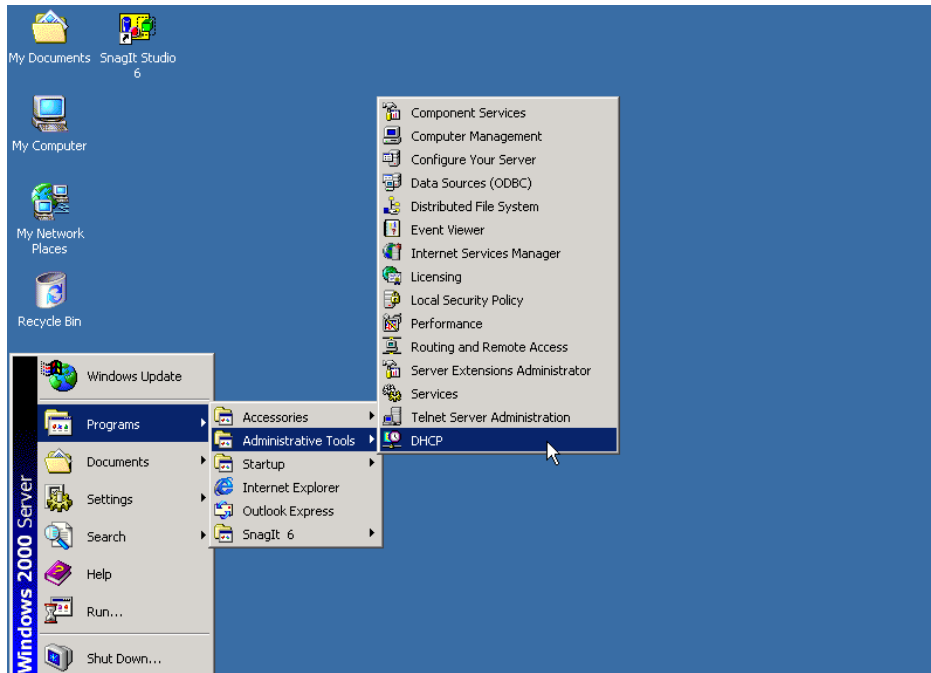 My Documents
SnagIt Studio
6
My Computer
My Network
Places
Recycle Bin
Windows 2000 Server
Windows Update
Programs
Documents
Settings
Search
Help
Run...
Shut Down...
Accessories
Administrative Tools
Startup
Internet Explorer
Outlook Express
SnagIt 6
Component Services
Computer Management
Configure Your Server
Data Sources (ODBC)
Distributed File System
Event Viewer
Internet Services Manager
Licensing
Local Security Policy
Performance
Routing and Remote Access
Server Extensions Administrator
Services
Telnet Server Administration
DHCP